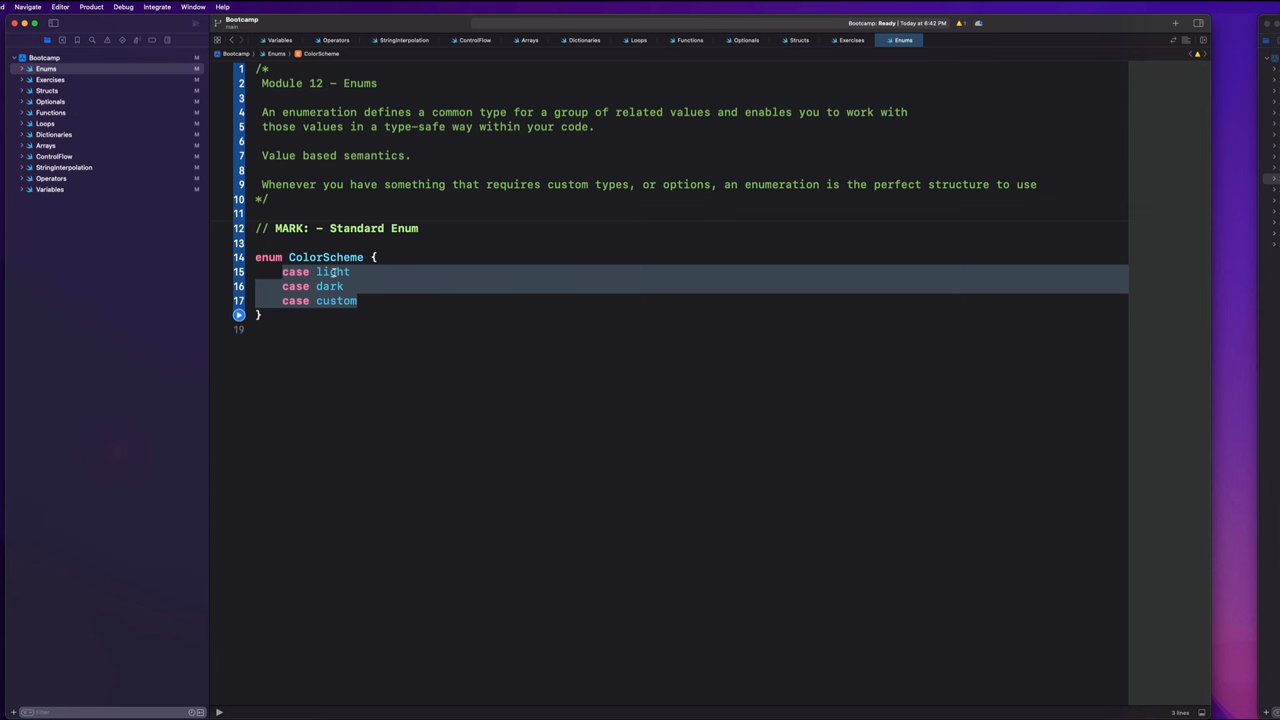 Navigate Editor Product Debug Integrate Window Help
Bootcamp
main
Bootcamp: Ready | Today at 6:42 PM 1
Variables Operators StringInterpolation ControlFlow Arrays Dictionaries Loops Functions Optionals Structs Exercises Enums
Bootcamp Enums ColorScheme
Bootcamp M
Enums M
Exercises M
Structs M
Optionals M
Functions M
Loops M
Dictionaries M
Arrays M
ControlFlow M
StringInterpolation M
Operators M
Variables M
1 /*
2 Module 12 - Enums
3
4 An enumeration defines a common type for a group of related values and enables you to work with
5 those values in a type-safe way within your code.
6
7 Value based semantics.
8
9 Whenever you have something that requires custom types, or options, an enumeration is the perfect structure to use
10 */
11
12 // MARK: - Standard Enum
13
14 enum ColorScheme {
15 case light
16 case dark
17 case custom
}
19
Filter
3 lines